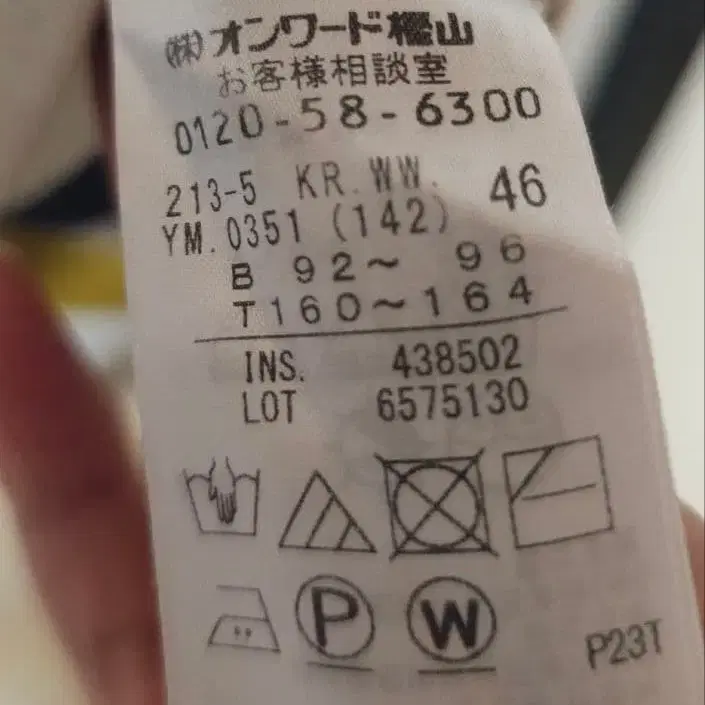 ㈱オンワード樫山
お客様相談室
0120-58-6300
213-5 KR.WW. 46
YM.0351 (142)
B 92～ 96
T160～164
INS. 438502
LOT 6575130
P W
P23T